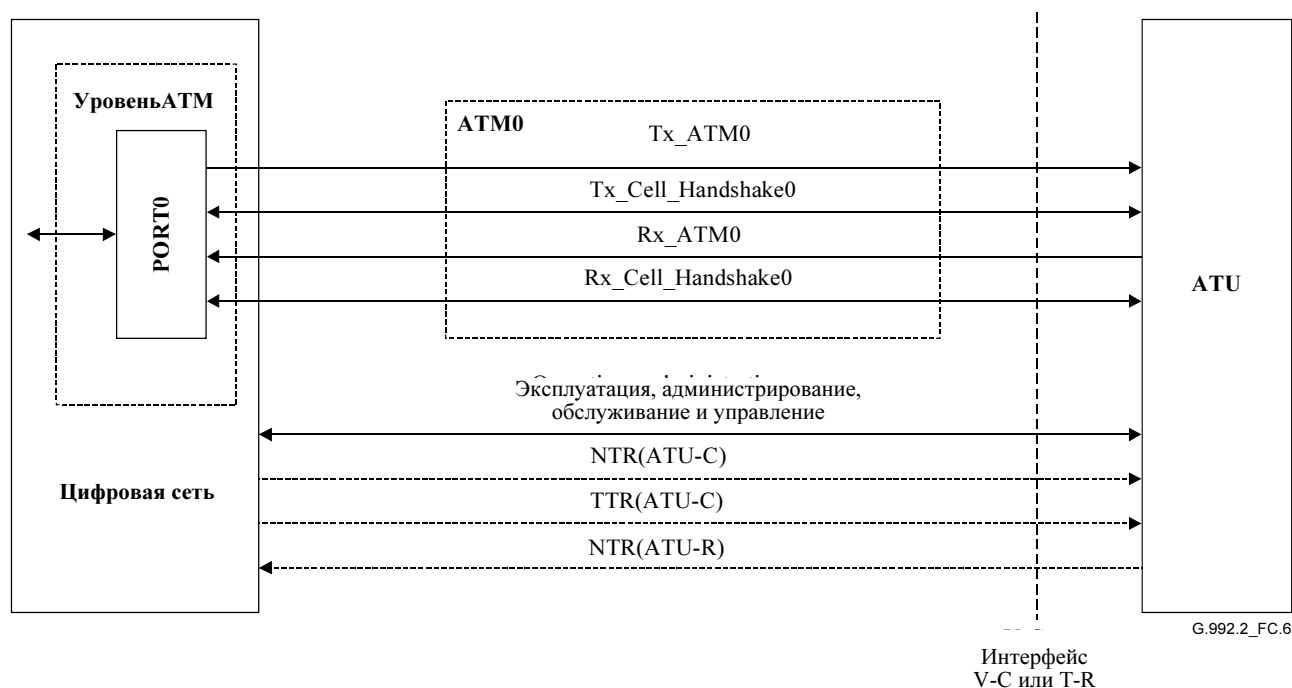 УровеньATM
PORT0
ATM0
Tx_ATM0
Tx_Cell_Handshake0
Rx_ATM0
Rx_Cell_Handshake0
ATU
Эксплуатация, администрирование,
обслуживание и управление
NTR(ATU-C)
Цифровая сеть
TTR(ATU-C)
NTR(ATU-R)
G.992.2_FC.6
Интерфейс
V-C или T-R